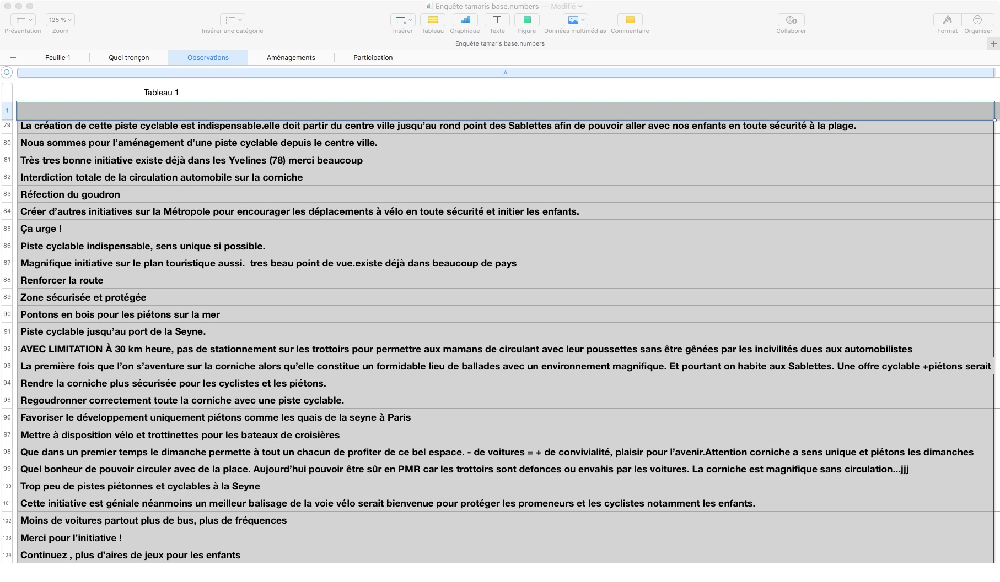 Enquête tamaris base.numbers — Modifié
125 %
Présentation Zoom Insérer une catégorie Insérer Tableau Graphique Texte Figure Données multimédias Commentaire Collaborer Format Organiser
Enquête tamaris base.numbers
Feuille 1 Quel tronçon Observations Aménagements Participation
A
Tableau 1
1
79 La création de cette piste cyclable est indispensable.elle doit partir du centre ville jusqu’au rond point des Sablettes afin de pouvoir aller avec nos enfants en toute sécurité à la plage.
80 Nous sommes pour l’aménagement d’une piste cyclable depuis le centre ville.
81 Très tres bonne initiative existe déjà dans les Yvelines (78) merci beaucoup
82 Interdiction totale de la circulation automobile sur la corniche
83 Réfection du goudron
84 Créer d’autres initiatives sur la Métropole pour encourager les déplacements à vélo en toute sécurité et initier les enfants.
85 Ça urge !
86 Piste cyclable indispensable, sens unique si possible.
87 Magnifique initiative sur le plan touristique aussi.  tres beau point de vue.existe déjà dans beaucoup de pays
88 Renforcer la route
89 Zone sécurisée et protégée
90 Pontons en bois pour les piétons sur la mer
91 Piste cyclable jusqu’au port de la Seyne.
92 AVEC LIMITATION À 30 km heure, pas de stationnement sur les trottoirs pour permettre aux mamans de circulant avec leur poussettes sans être gênées par les incivilités dues aux automobilistes
93 La première fois que l’on s’aventure sur la corniche alors qu’elle constitue un formidable lieu de ballades avec un environnement magnifique. Et pourtant on habite aux Sablettes. Une offre cyclable +piétons serait
94 Rendre la corniche plus sécurisée pour les cyclistes et les piétons.
95 Regoudronner correctement toute la corniche avec une piste cyclable.
96 Favoriser le développement uniquement piétons comme les quais de la seyne à Paris
97 Mettre à disposition vélo et trottinettes pour les bateaux de croisières
98 Que dans un premier temps le dimanche permette à tout un chacun de profiter de ce bel espace. - de voitures = + de convivialité, plaisir pour l’avenir.Attention corniche a sens unique et piétons les dimanches
99 Quel bonheur de pouvoir circuler avec de la place. Aujourd’hui pouvoir être sûr en PMR car les trottoirs sont defonces ou envahis par les voitures. La corniche est magnifique sans circulation...jjj
100 Trop peu de pistes piétonnes et cyclables à la Seyne
101 Cette initiative est géniale néanmoins un meilleur balisage de la voie vélo serait bienvenue pour protéger les promeneurs et les cyclistes notamment les enfants.
102 Moins de voitures partout plus de bus, plus de fréquences
103 Merci pour l’initiative !
104 Continuez , plus d’aires de jeux pour les enfants